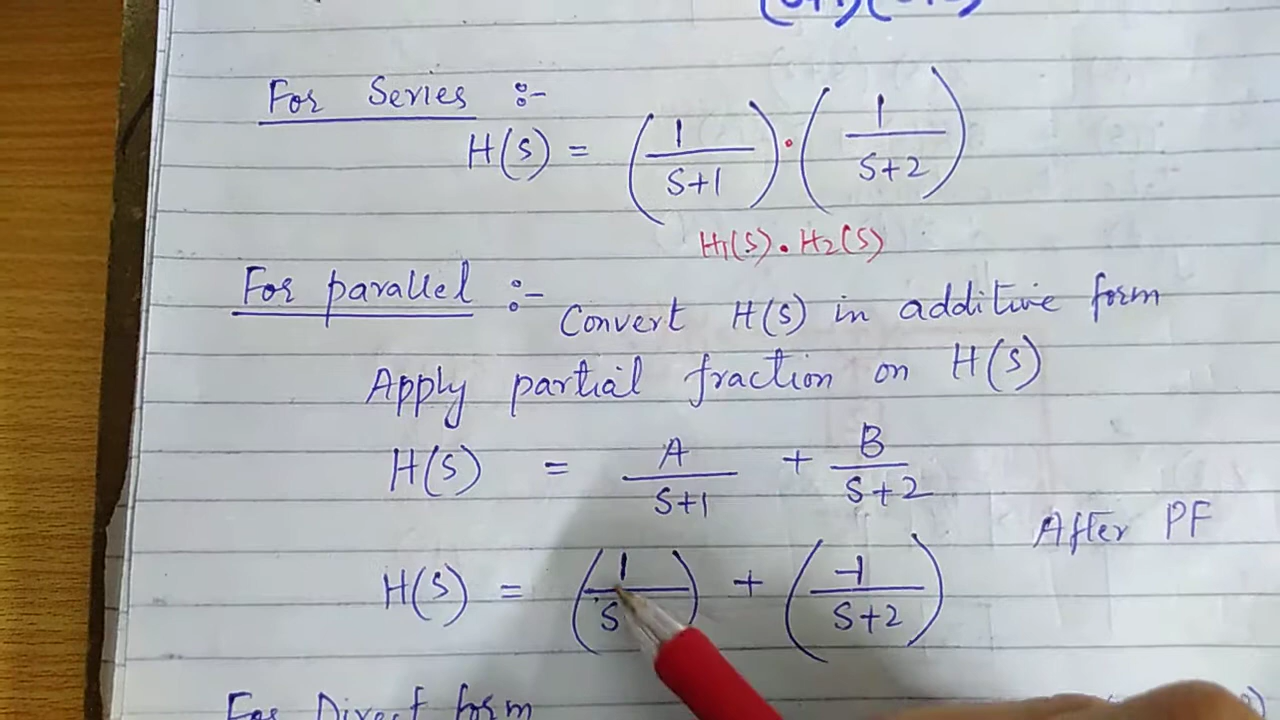 For Series :-
H(S) = (1/(S+1)) · (1/(S+2))
H1(S) · H2(S)
For parallel :- Convert H(S) in additive form
Apply partial fraction on H(S)
H(S) = A/(S+1) + B/(S+2)
After PF
H(S) = (1/S) + (-1/(S+2))
For Direct form